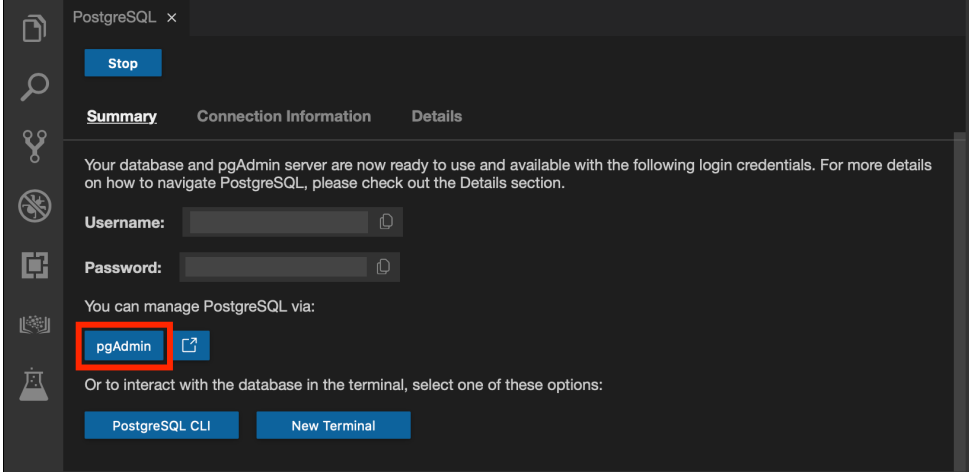 PostgreSQL ×
Stop
Summary Connection Information Details
Your database and pgAdmin server are now ready to use and available with the following login credentials. For more details
on how to navigate PostgreSQL, please check out the Details section.
Username:
Password:
You can manage PostgreSQL via:
pgAdmin
Or to interact with the database in the terminal, select one of these options:
PostgreSQL CLI New Terminal